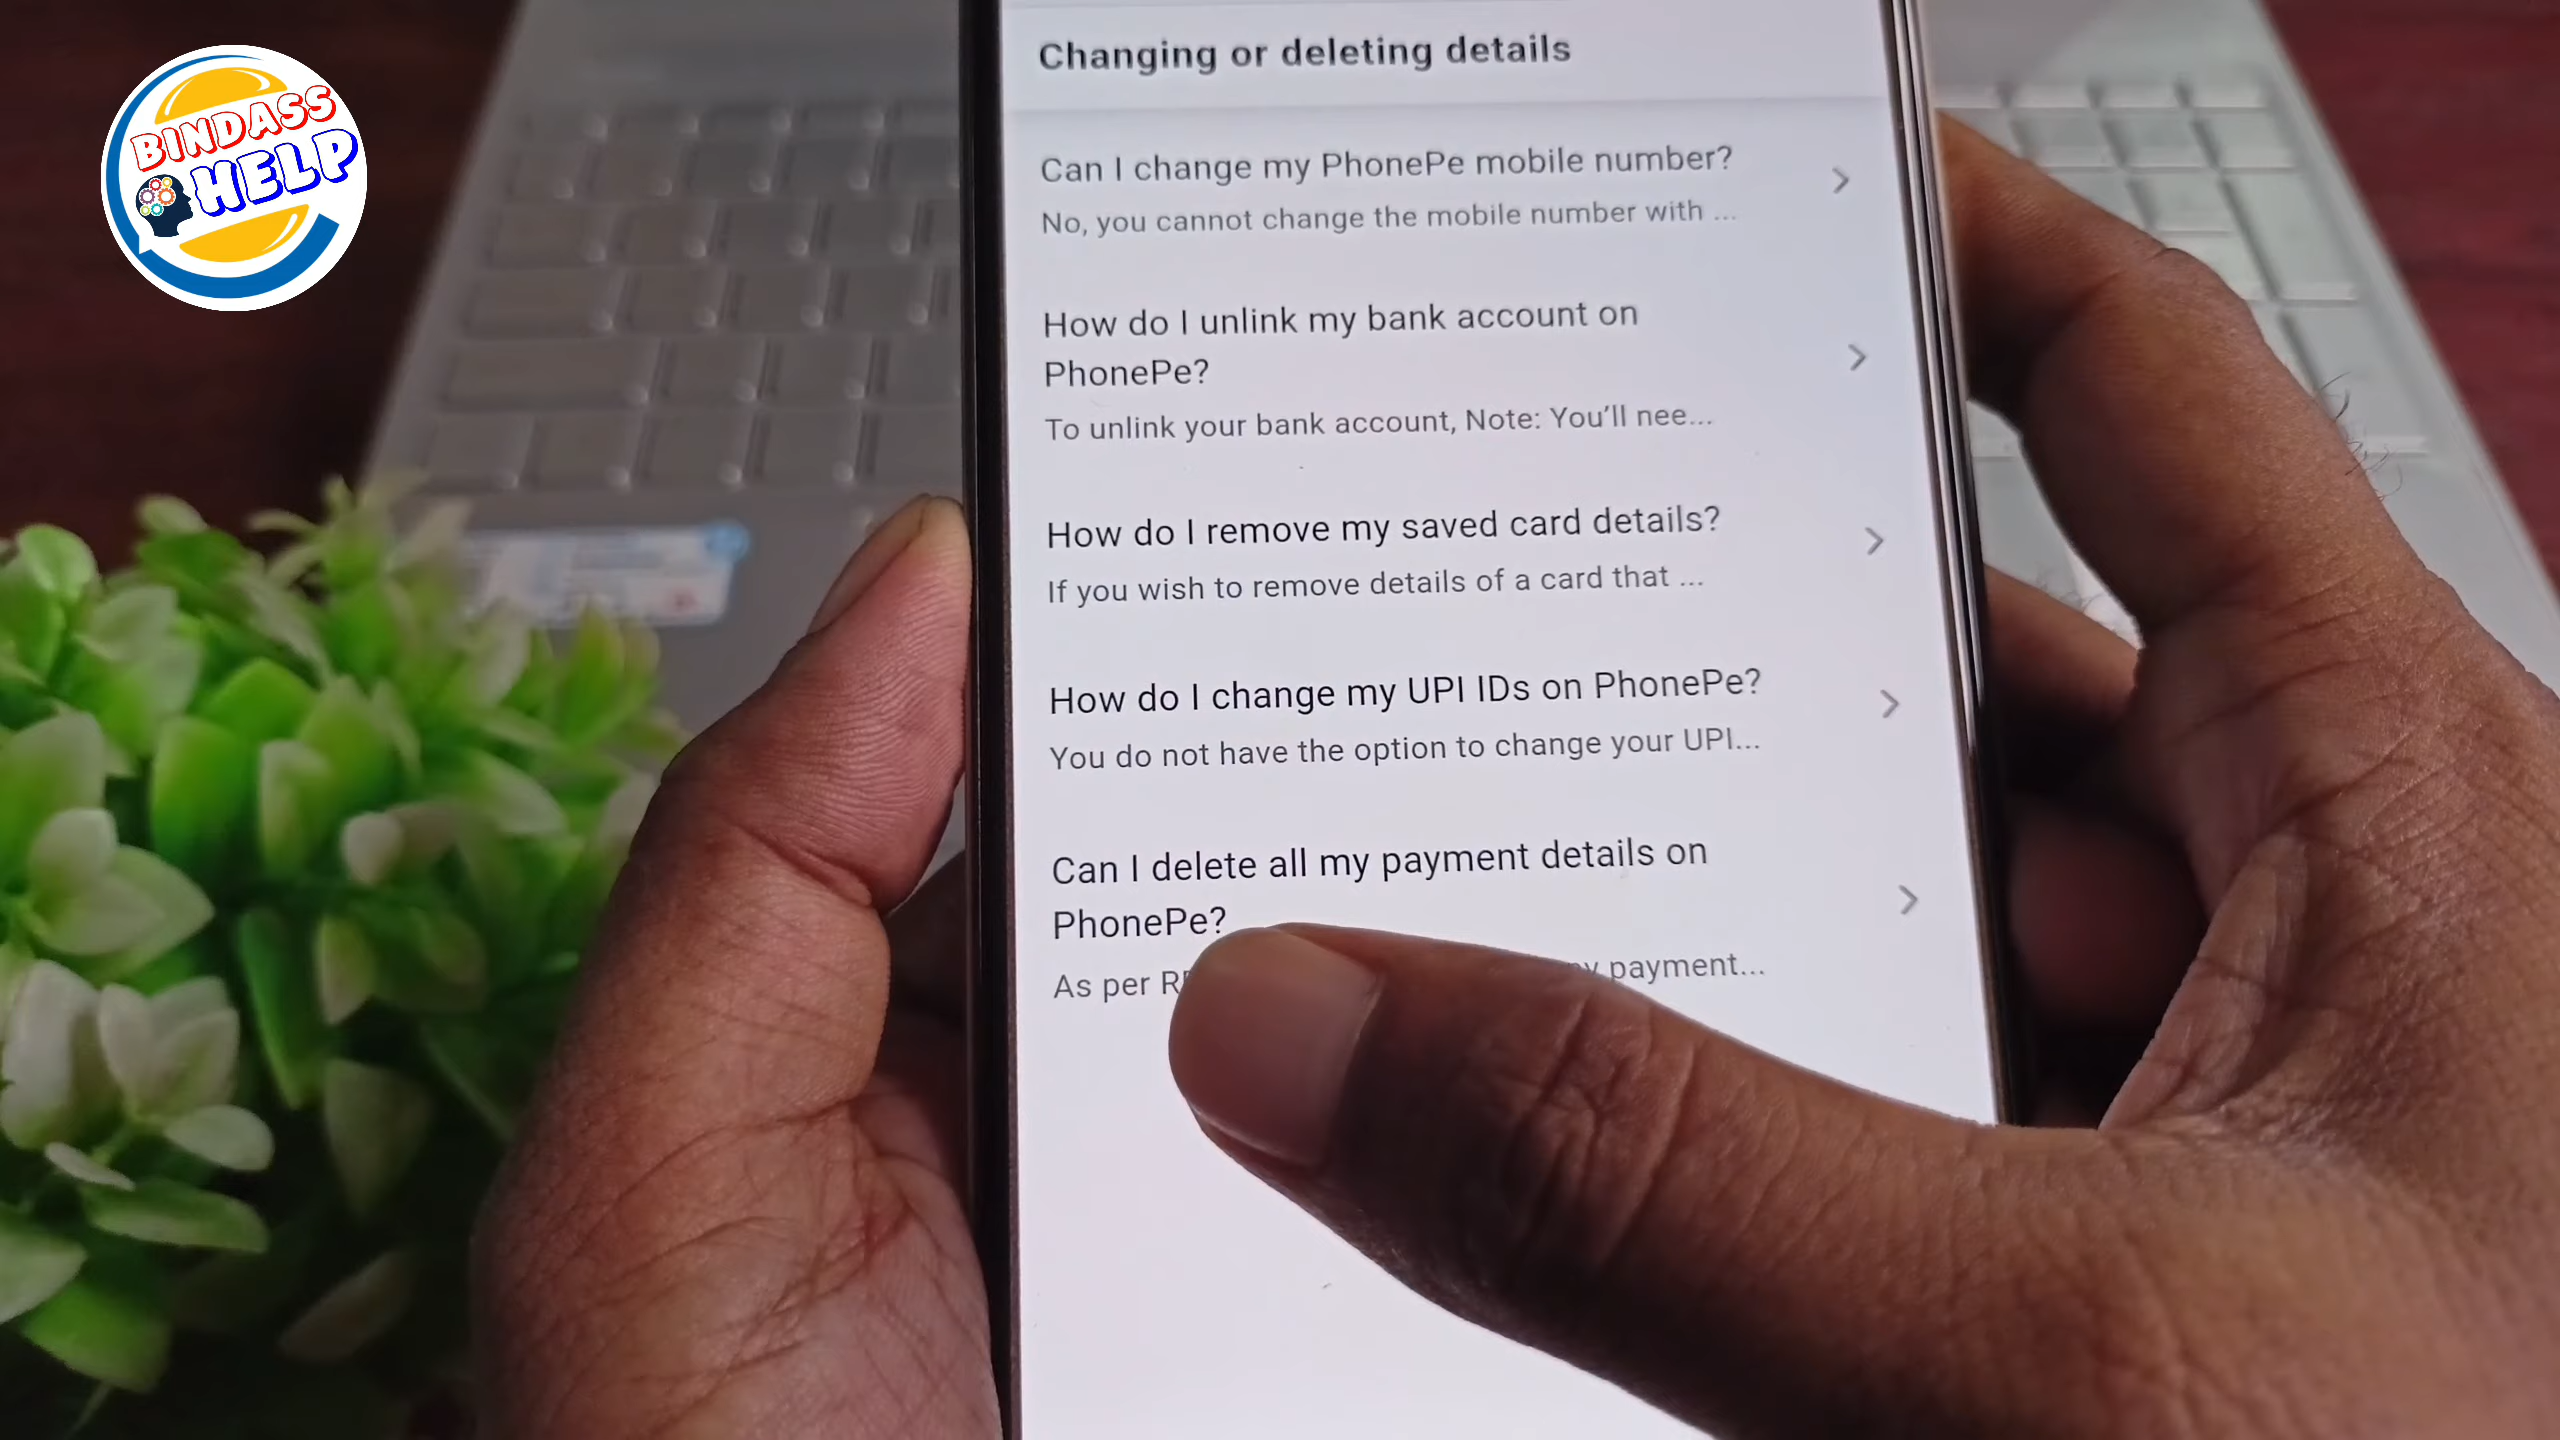 BINDASS
HELP
Changing or deleting details
Can I change my PhonePe mobile number?
No, you cannot change the mobile number with ...
How do I unlink my bank account on
PhonePe?
To unlink your bank account, Note: You'll nee...
How do I remove my saved card details?
If you wish to remove details of a card that ...
How do I change my UPI IDs on PhonePe?
You do not have the option to change your UPI...
Can I delete all my payment details on
PhonePe?
As per payment...